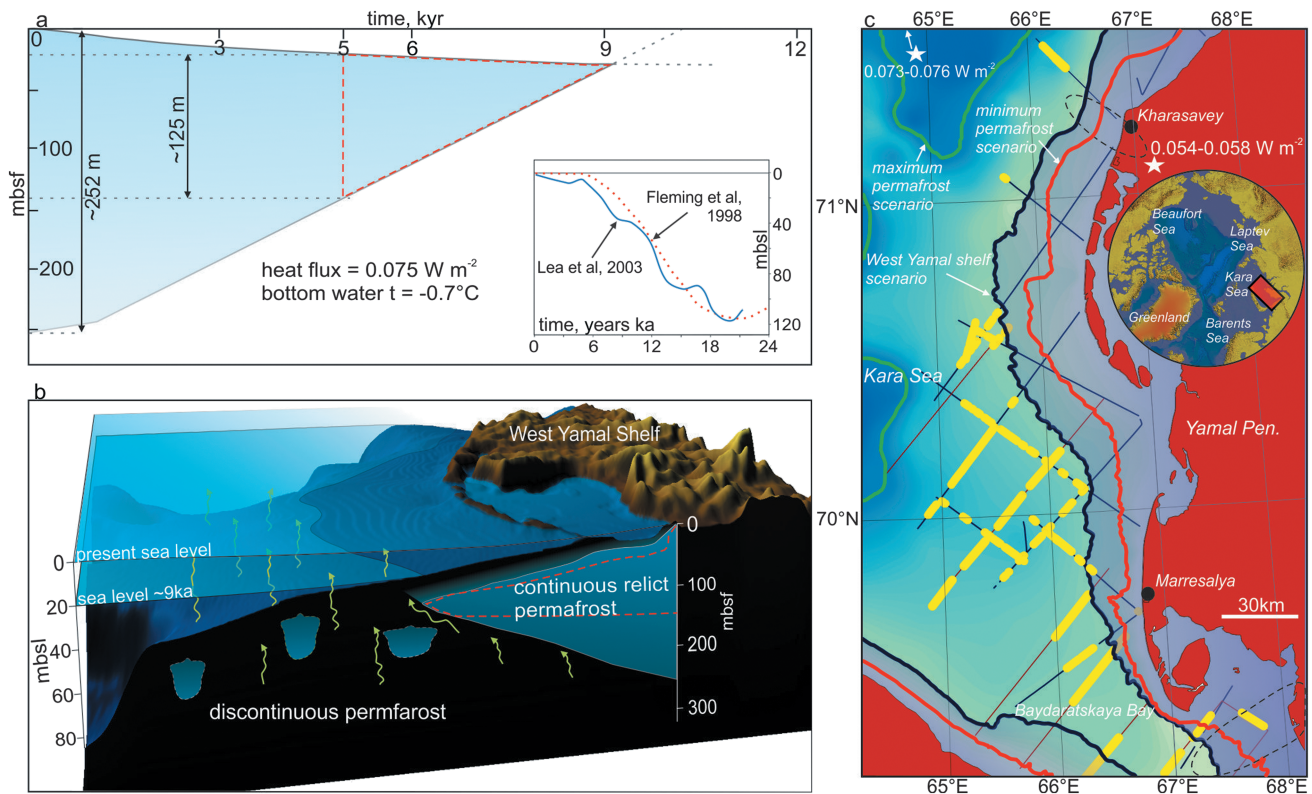 a
time, kyr
0
3
5
6
9
12
100
200
mbsf
~252 m
~125 m
heat flux = 0.075 W m-2
bottom water t = -0.7°C
Fleming et al,
1998
Lea et al, 2003
0
40
80
120
mbsl
time, years ka
0
6
12
18
24
b
West Yamal Shelf
present sea level
sea level ~9ka
0
20
40
60
80
mbsl
continuous relict
permafrost
0
100
200
300
mbsf
discontinuous permfarost
c
65°E
66°E
67°E
68°E
0.073-0.076 W m-2
minimum
permafrost
scenario
Kharasavey
0.054-0.058 W m-2
maximum
permafrost
scenario
71°N
Beaufort
Sea
Laptev
Sea
Kara
Sea
Greenland
Barents
Sea
West Yamal shelf
scenario
Kara Sea
Yamal Pen.
70°N
Marresalya
30km
Baydaratskaya Bay
65°E
66°E
67°E
68°E